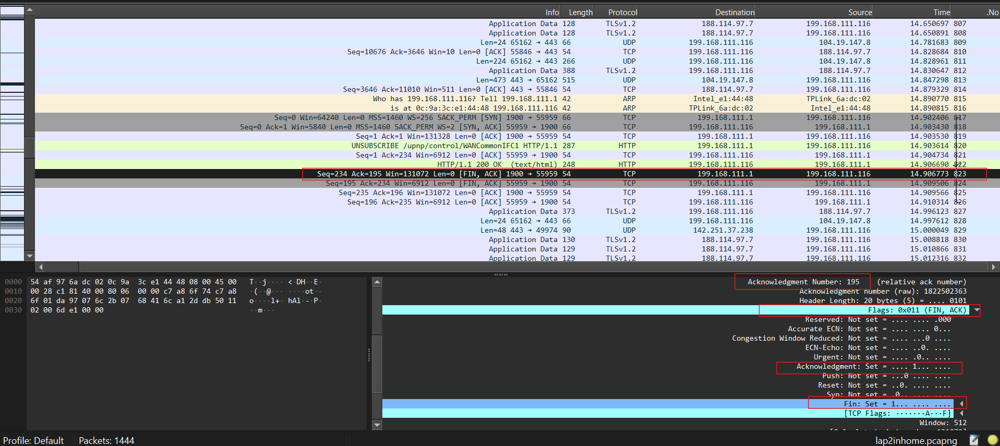 Info Length Protocol Destination Source Time .No
Application Data 128 TLSv1.2 188.114.97.7 199.168.111.116 14.650697 807
Application Data 128 TLSv1.2 188.114.97.7 199.168.111.116 14.650891 808
Len=24 65162 → 443 66 UDP 199.168.111.116 104.19.147.8 14.781683 809
Seq=10676 Ack=3646 Win=10 Len=0 [ACK] 55846 → 443 54 TCP 199.168.111.116 188.114.97.7 14.828684 810
Len=224 65162 → 443 266 UDP 199.168.111.116 104.19.147.8 14.828961 811
Application Data 388 TLSv1.2 199.168.111.116 188.114.97.7 14.830647 812
Len=473 443 → 65162 515 UDP 104.19.147.8 199.168.111.116 14.847298 813
Seq=3646 Ack=11010 Win=511 Len=0 [ACK] 443 → 55846 54 TCP 188.114.97.7 199.168.111.116 14.879329 814
Who has 199.168.111.116? Tell 199.168.111.1 42 ARP Intel_e1:44:48 TPLink_6a:dc:02 14.890770 815
is at 0c:9a:3c:e1:44:48 199.168.111.116 42 ARP TPLink_6a:dc:02 Intel_e1:44:48 14.890815 816
Seq=0 Win=64240 Len=0 MSS=1460 WS=256 SACK_PERM [SYN] 1900 → 55959 66 TCP 199.168.111.1 199.168.111.116 14.902406 817
Seq=0 Ack=1 Win=5840 Len=0 MSS=1460 SACK_PERM WS=2 [SYN, ACK] 55959 → 1900 66 TCP 199.168.111.116 199.168.111.1 14.903430 818
Seq=1 Ack=1 Win=131328 Len=0 [ACK] 1900 → 55959 54 TCP 199.168.111.1 199.168.111.116 14.903530 819
UNSUBSCRIBE /upnp/control/WANCommonIFC1 HTTP/1.1 287 HTTP 199.168.111.1 199.168.111.116 14.903614 820
Seq=1 Ack=234 Win=6912 Len=0 [ACK] 55959 → 1900 54 TCP 199.168.111.116 199.168.111.1 14.904734 821
HTTP/1.1 200 OK (text/html) 248 HTTP 199.168.111.116 199.168.111.1 14.906690 822
Seq=234 Ack=195 Win=131072 Len=0 [FIN, ACK] 1900 → 55959 54 TCP 199.168.111.1 199.168.111.116 14.906773 823
Seq=195 Ack=234 Win=6912 Len=0 [FIN, ACK] 55959 → 1900 54 TCP 199.168.111.116 199.168.111.1 14.909506 824
Seq=235 Ack=196 Win=131072 Len=0 [ACK] 1900 → 55959 54 TCP 199.168.111.1 199.168.111.116 14.909566 825
Seq=196 Ack=235 Win=6912 Len=0 [ACK] 55959 → 1900 54 TCP 199.168.111.116 199.168.111.1 14.910314 826
Application Data 373 TLSv1.2 199.168.111.116 188.114.97.7 14.996123 827
Len=24 65162 → 443 66 UDP 199.168.111.116 104.19.147.8 14.997612 828
Len=48 443 → 49974 90 UDP 142.251.37.238 199.168.111.116 15.000049 829
Application Data 130 TLSv1.2 188.114.97.7 199.168.111.116 15.008818 830
Application Data 129 TLSv1.2 188.114.97.7 199.168.111.116 15.010866 831
Application Data 129 TLSv1.2 188.114.97.7 199.168.111.116 15.012316 832
0000 54 af 97 6a dc 02 0c 9a 3c e1 44 48 08 00 45 00 T··j····<·DH··E·
0010 00 28 c1 81 40 00 80 06 00 00 c7 a8 6f 74 c7 a8 ·(··@·······ot··
0020 6f 01 da 97 07 6c 2b 07 68 41 6c a1 2d db 50 11 o····l+·hAl·-·P·
0030 02 00 6d e1 00 00 ··m···
Acknowledgment Number: 195 (relative ack number)
Acknowledgment number (raw): 1822502363
Header Length: 20 bytes (5) = .... 0101
Flags: 0x011 (FIN, ACK)
Reserved: Not set = .... .... .000
Accurate ECN: Not set = .... .... 0...
Congestion Window Reduced: Not set = .... ...0 ....
ECN-Echo: Not set = .... ..0. ....
Urgent: Not set = .... .0.. ....
Acknowledgment: Set = .... 1... ....
Push: Not set = ...0 .... ....
Reset: Not set = ..0. .... ....
Syn: Not set = .0.. .... ....
Fin: Set = 1... .... ....
[TCP Flags: ·······A···F]
Window: 512
Profile: Default Packets: 1444 lap2inhome.pcapng